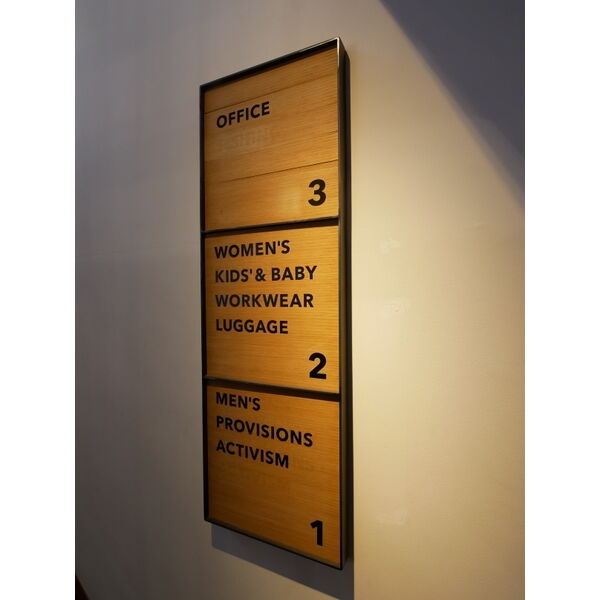 OFFICE
3
WOMEN'S
KIDS' & BABY
WORKWEAR
LUGGAGE
2
MEN'S
PROVISIONS
ACTIVISM
1